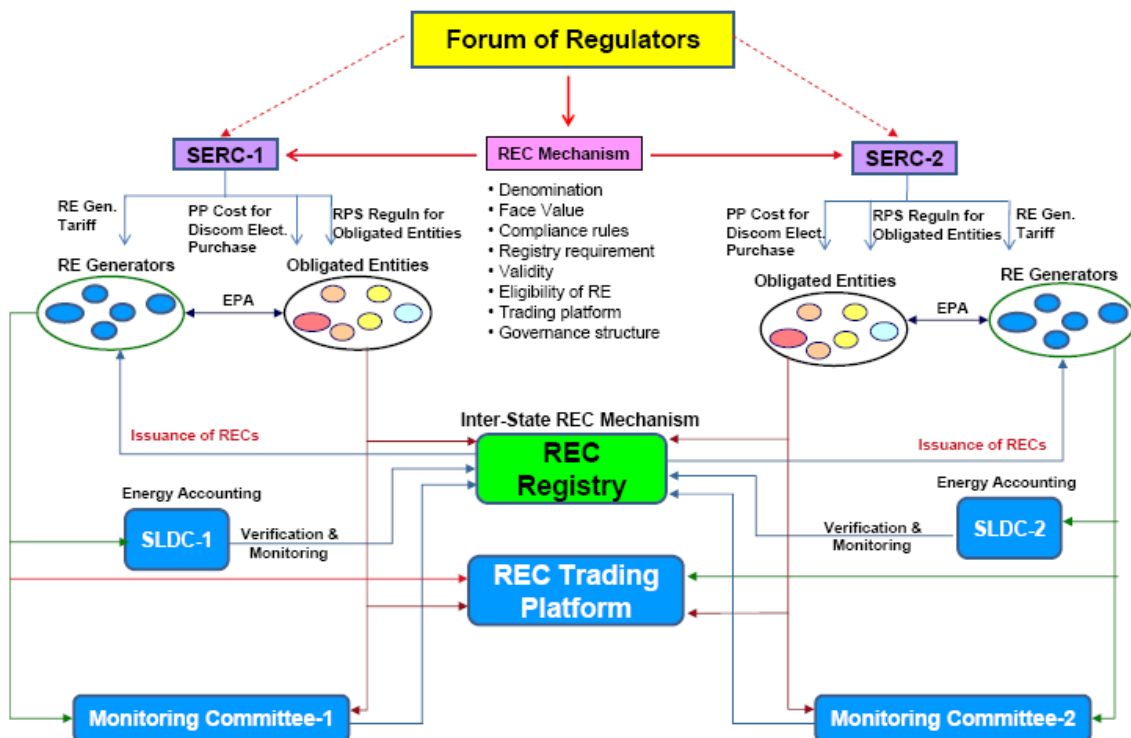 Forum of Regulators
SERC-1
REC Mechanism
SERC-2
• Denomination
• Face Value
• Compliance rules
• Registry requirement
• Validity
• Eligibility of RE
• Trading platform
• Governance structure
RE Gen.
Tariff
PP Cost for
Discom Elect.
Purchase
RPS Reguln for
Obligated Entities
PP Cost for
Discom Elect.
Purchase
RPS Reguln for
Obligated Entities
RE Gen.
Tariff
RE Generators
Obligated Entities
EPA
Obligated Entities
RE Generators
EPA
Inter-State REC Mechanism
REC
Registry
Issuance of RECs
Issuance of RECs
Energy Accounting
SLDC-1
Verification &
Monitoring
Energy Accounting
SLDC-2
Verification &
Monitoring
REC Trading
Platform
Monitoring Committee-1
Monitoring Committee-2